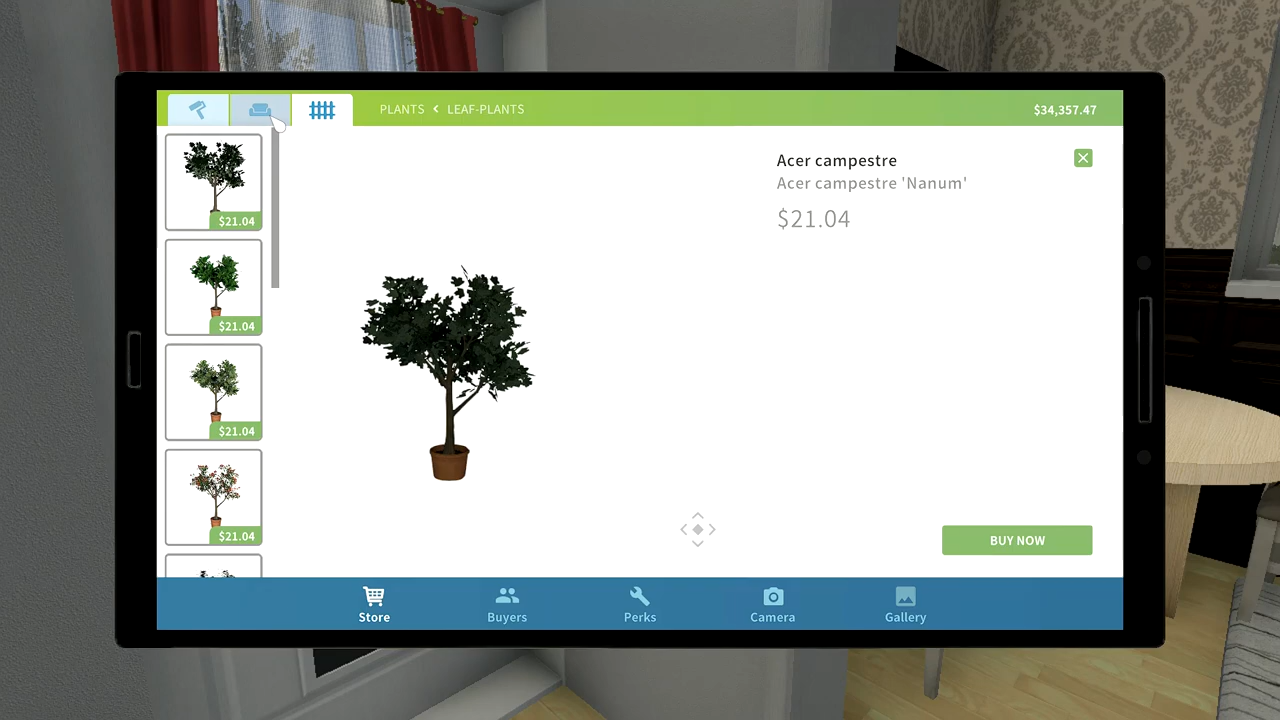 PLANTS < LEAF-PLANTS
$34,357.47
$21.04
$21.04
$21.04
$21.04
Acer campestre
Acer campestre 'Nanum'
$21.04
BUY NOW
Store
Buyers
Perks
Camera
Gallery